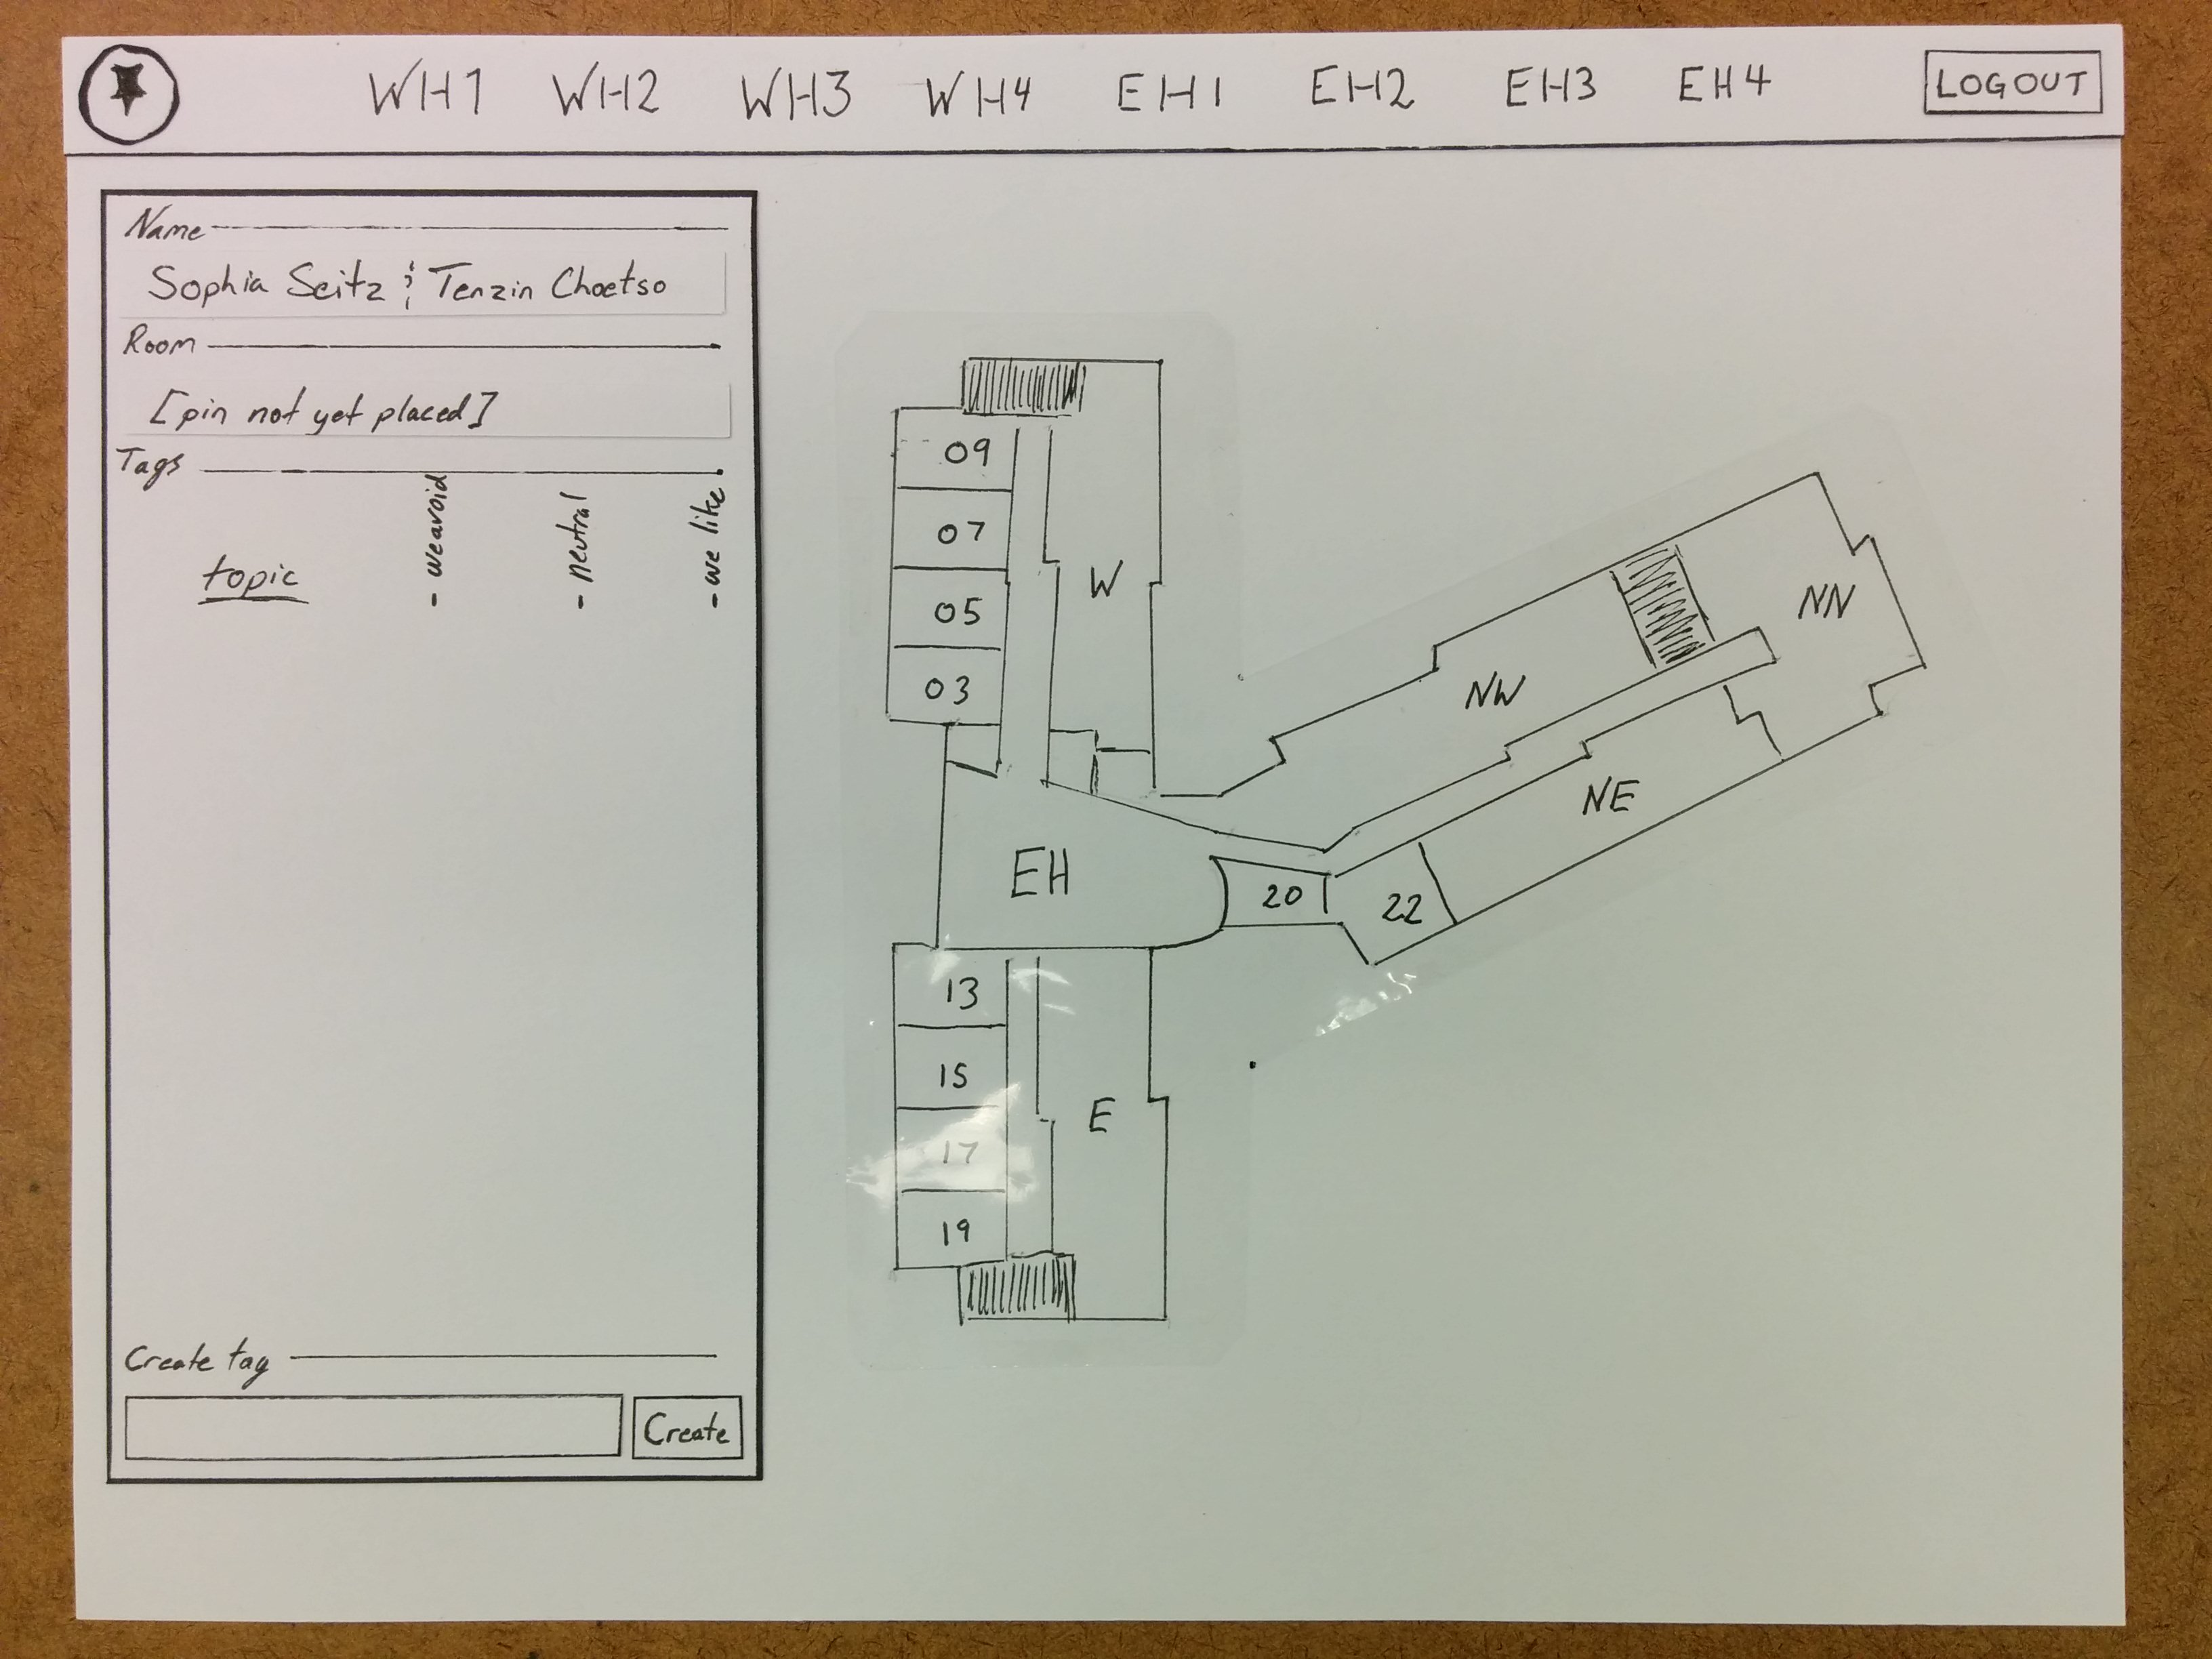 WH1 WH2 WH3 WH4 EH1 EH2 EH3 EH4 LOGOUT
Name
Sophia Seitz & Tenzin Choetso
Room
[pin not yet placed]
Tags
topic - we avoid - neutral - we like
Create tag
Create
09
07
05
03
W
NW
NN
NE
EH
20
22
13
15
17
19
E